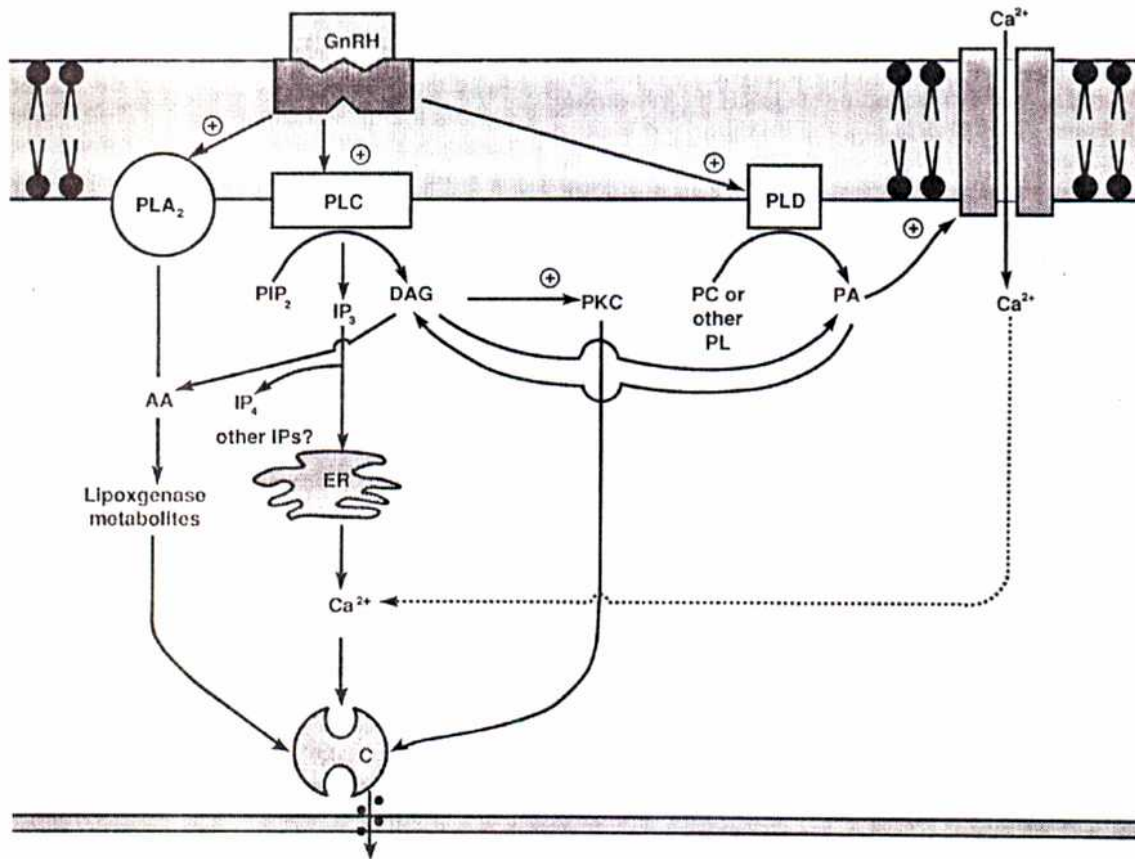 Ca²⁺
GnRH
⊕
⊕
⊕
PLA₂
PLC
PLD
⊕
PIP₂
IP₃
DAG
⊕
PKC
PC or
other
PL
PA
Ca²⁺
AA
IP₄
other IPs?
ER
Lipoxgenase
metabolites
Ca²⁺
C